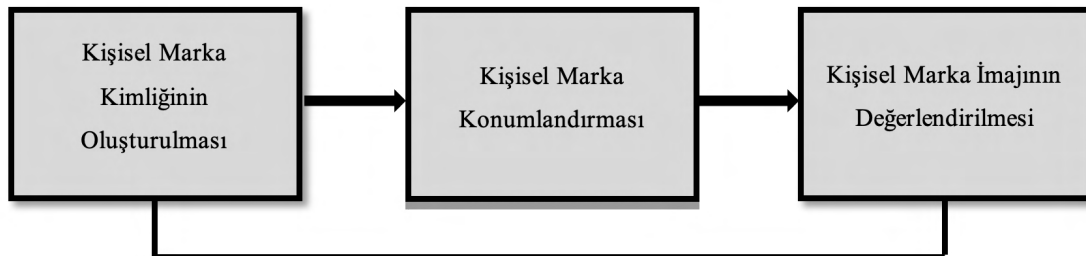 Kişisel Marka
Kimliğinin
Oluşturulması
Kişisel Marka
Konumlandırması
Kişisel Marka İmajının
Değerlendirilmesi